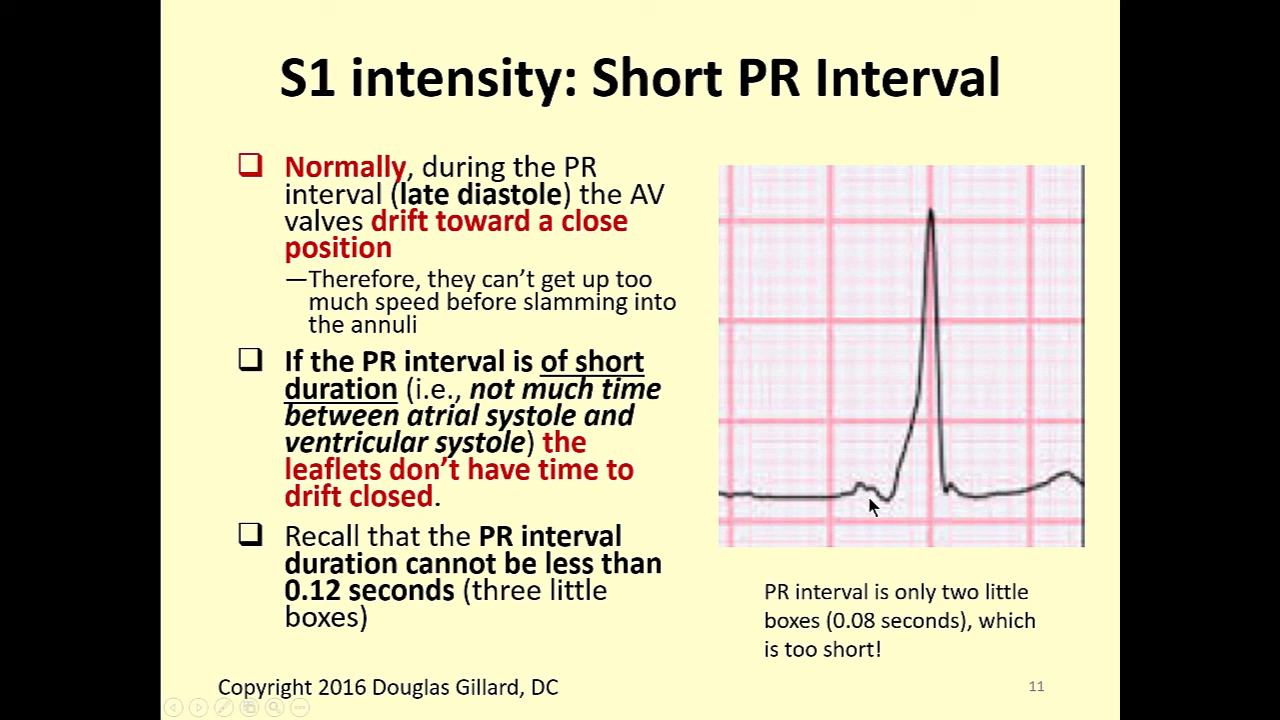 S1 intensity: Short PR Interval
Normally, during the PR
interval (late diastole) the AV
valves drift toward a close
position
—Therefore, they can't get up too
much speed before slamming into
the annuli
If the PR interval is of short
duration (i.e., not much time
between atrial systole and
ventricular systole) the
leaflets don't have time to
drift closed.
Recall that the PR interval
duration cannot be less than
0.12 seconds (three little
boxes)
PR interval is only two little
boxes (0.08 seconds), which
is too short!
Copyright 2016 Douglas Gillard, DC
11